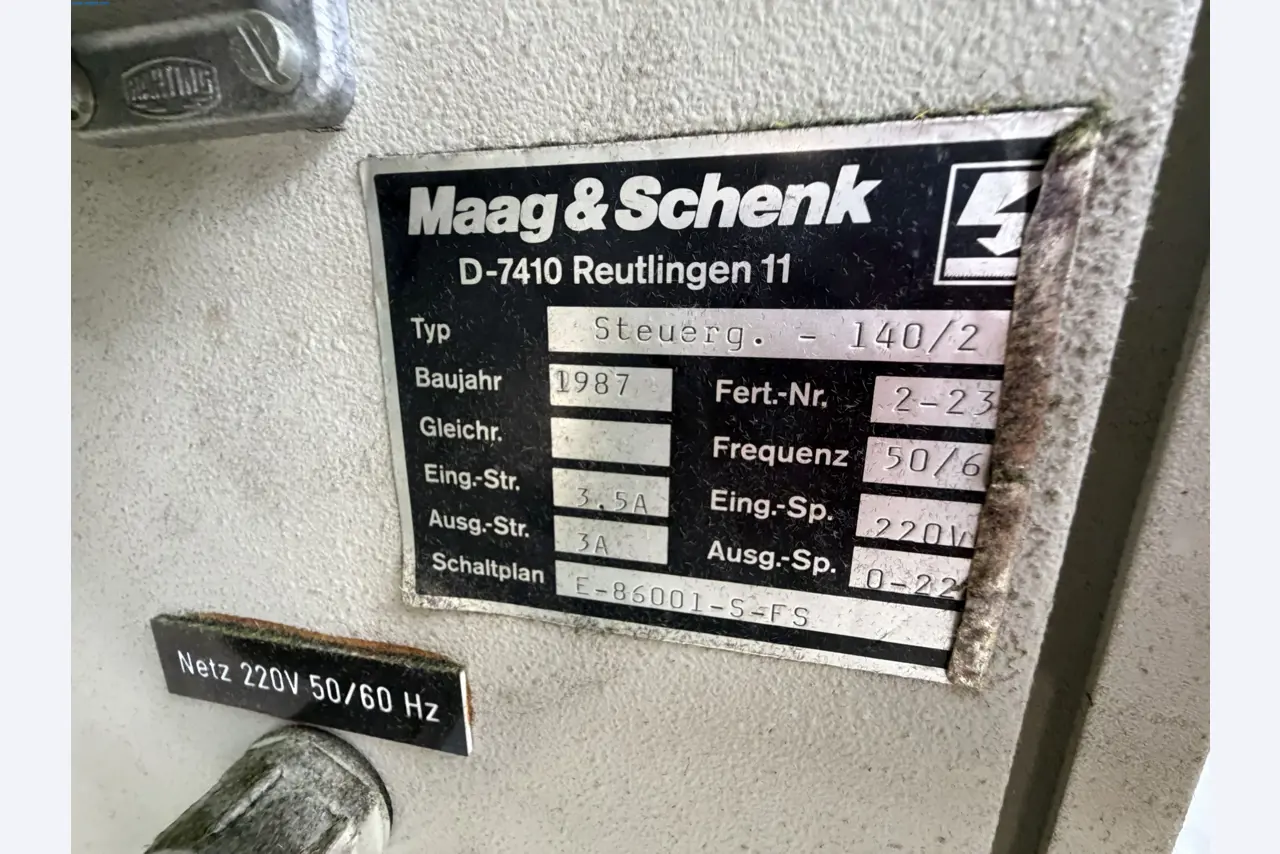 HARTING
Maag & Schenk
D-7410 Reutlingen 11
Typ Steuerg. - 140/2
Baujahr 1987 Fert.-Nr. 2-23
Gleichr. Frequenz 50/6
Eing.-Str. 3.5A Eing.-Sp. 220V
Ausg.-Str. 3A Ausg.-Sp. 0-22
Schaltplan E-86001-S-FS
Netz 220V 50/60 Hz